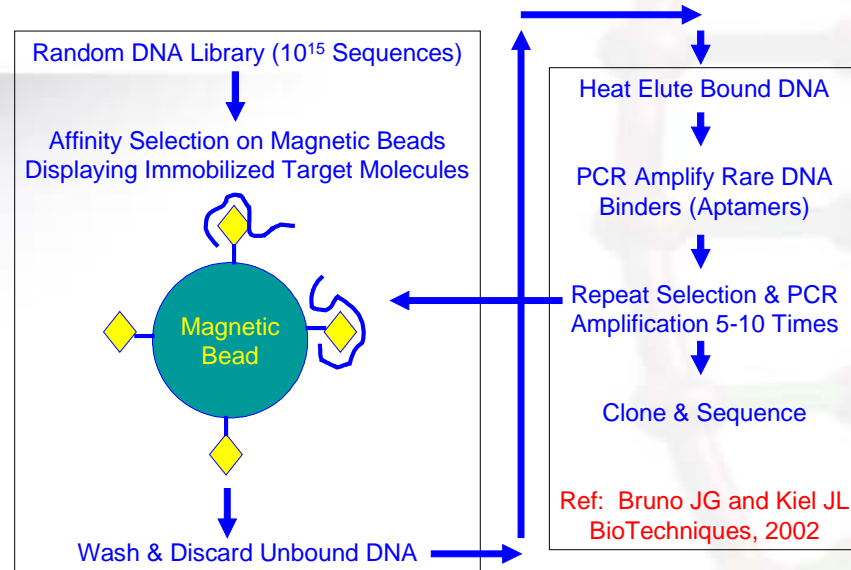 Random DNA Library (10¹⁵ Sequences)
Affinity Selection on Magnetic Beads
Displaying Immobilized Target Molecules
Magnetic
Bead
Wash & Discard Unbound DNA
Heat Elute Bound DNA
PCR Amplify Rare DNA
Binders (Aptamers)
Repeat Selection & PCR
Amplification 5-10 Times
Clone & Sequence
Ref: Bruno JG and Kiel JL
BioTechniques, 2002